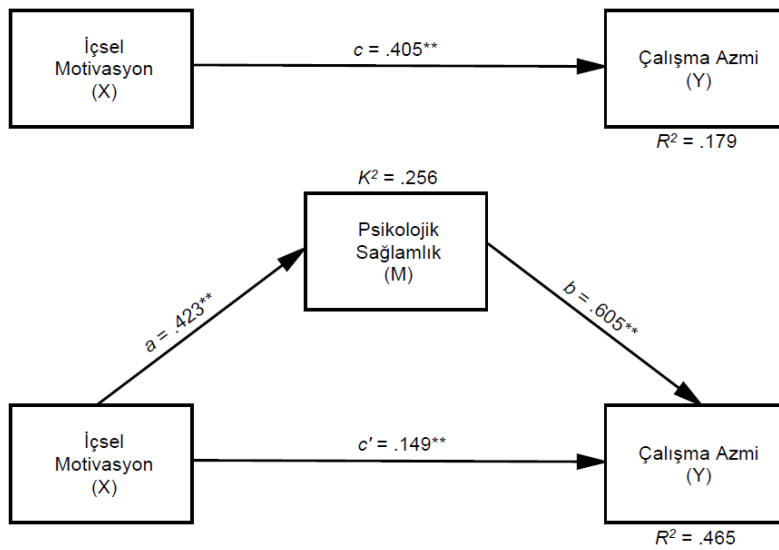 İçsel
Motivasyon
(X)
c = .405**
Çalışma Azmi
(Y)
R² = .179
K² = .256
Psikolojik
Sağlamlık
(M)
a = .423**
b = .605**
İçsel
Motivasyon
(X)
c' = .149**
Çalışma Azmi
(Y)
R² = .465